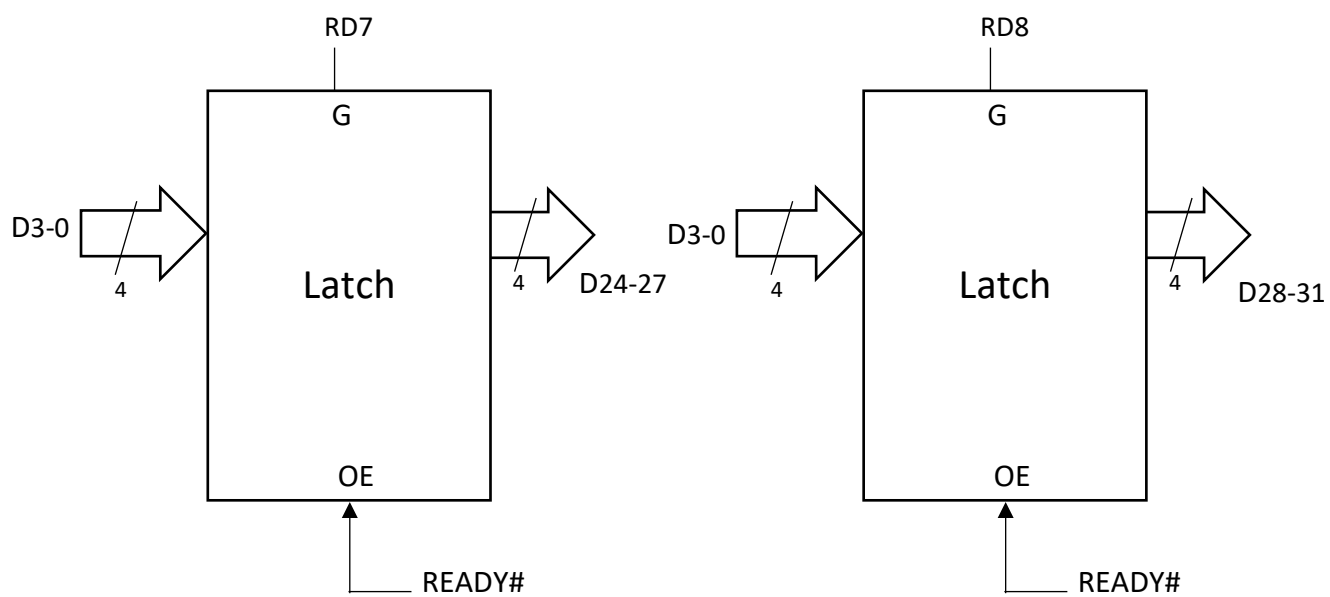 RD7
G
D3-0
4
Latch
4
D24-27
OE
READY#
RD8
G
D3-0
4
Latch
4
D28-31
OE
READY#